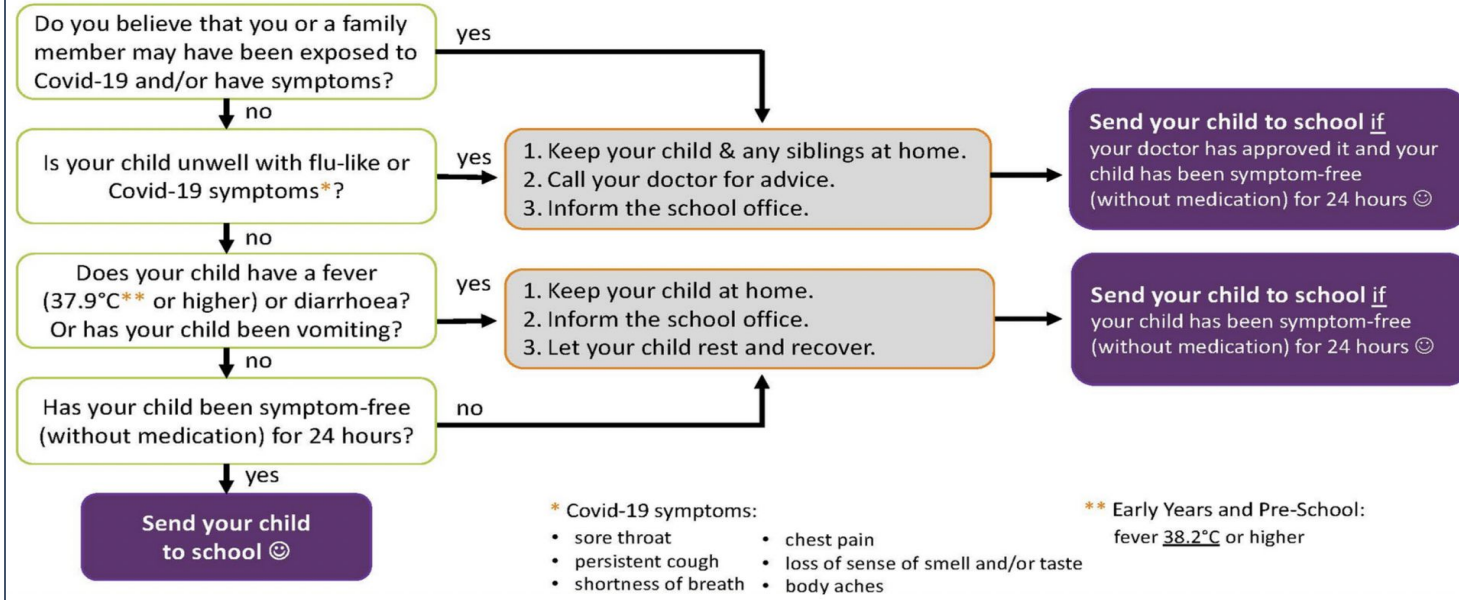 Do you believe that you or a family
member may have been exposed to
Covid-19 and/or have symptoms?
yes
no
Is your child unwell with flu-like or
Covid-19 symptoms*?
yes
1. Keep your child & any siblings at home.
2. Call your doctor for advice.
3. Inform the school office.
Send your child to school if
your doctor has approved it and your
child has been symptom-free
(without medication) for 24 hours ☺
no
Does your child have a fever
(37.9°C** or higher) or diarrhoea?
Or has your child been vomiting?
yes
1. Keep your child at home.
2. Inform the school office.
3. Let your child rest and recover.
Send your child to school if
your child has been symptom-free
(without medication) for 24 hours ☺
no
Has your child been symptom-free
(without medication) for 24 hours?
no
yes
Send your child
to school ☺
* Covid-19 symptoms:
• sore throat
• persistent cough
• shortness of breath
• chest pain
• loss of sense of smell and/or taste
• body aches
** Early Years and Pre-School:
fever 38.2°C or higher